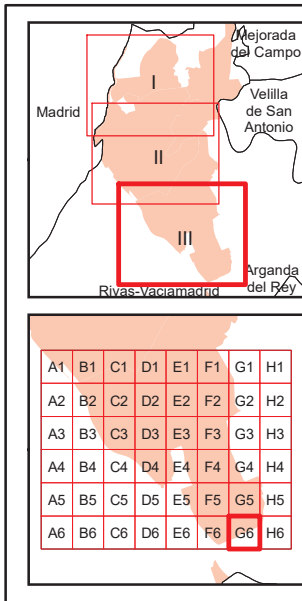 Mejorada
del Campo
I
Madrid
Velilla
de San
Antonio
II
III
Arganda
del Rey
Rivas-Vaciamadrid
A1 B1 C1 D1 E1 F1 G1 H1
A2 B2 C2 D2 E2 F2 G2 H2
A3 B3 C3 D3 E3 F3 G3 H3
A4 B4 C4 D4 E4 F4 G4 H4
A5 B5 C5 D5 E5 F5 G5 H5
A6 B6 C6 D6 E6 F6 G6 H6